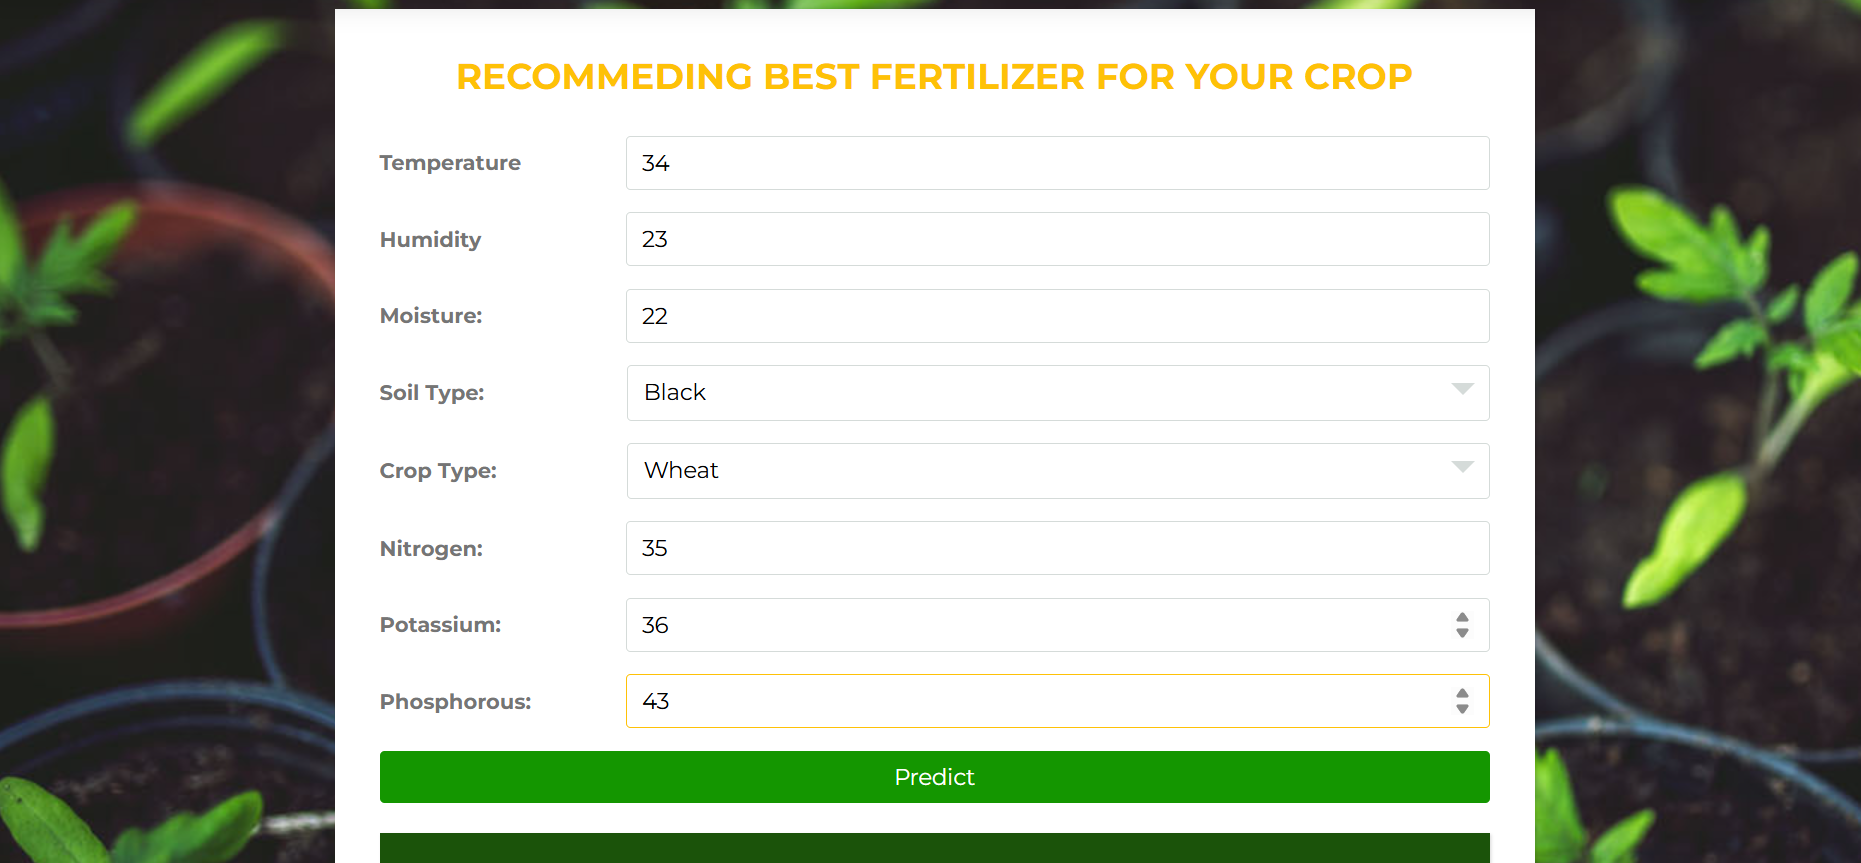 RECOMMEDING BEST FERTILIZER FOR YOUR CROP
Temperature 34
Humidity 23
Moisture: 22
Soil Type: Black
Crop Type: Wheat
Nitrogen: 35
Potassium: 36
Phosphorous: 43
Predict